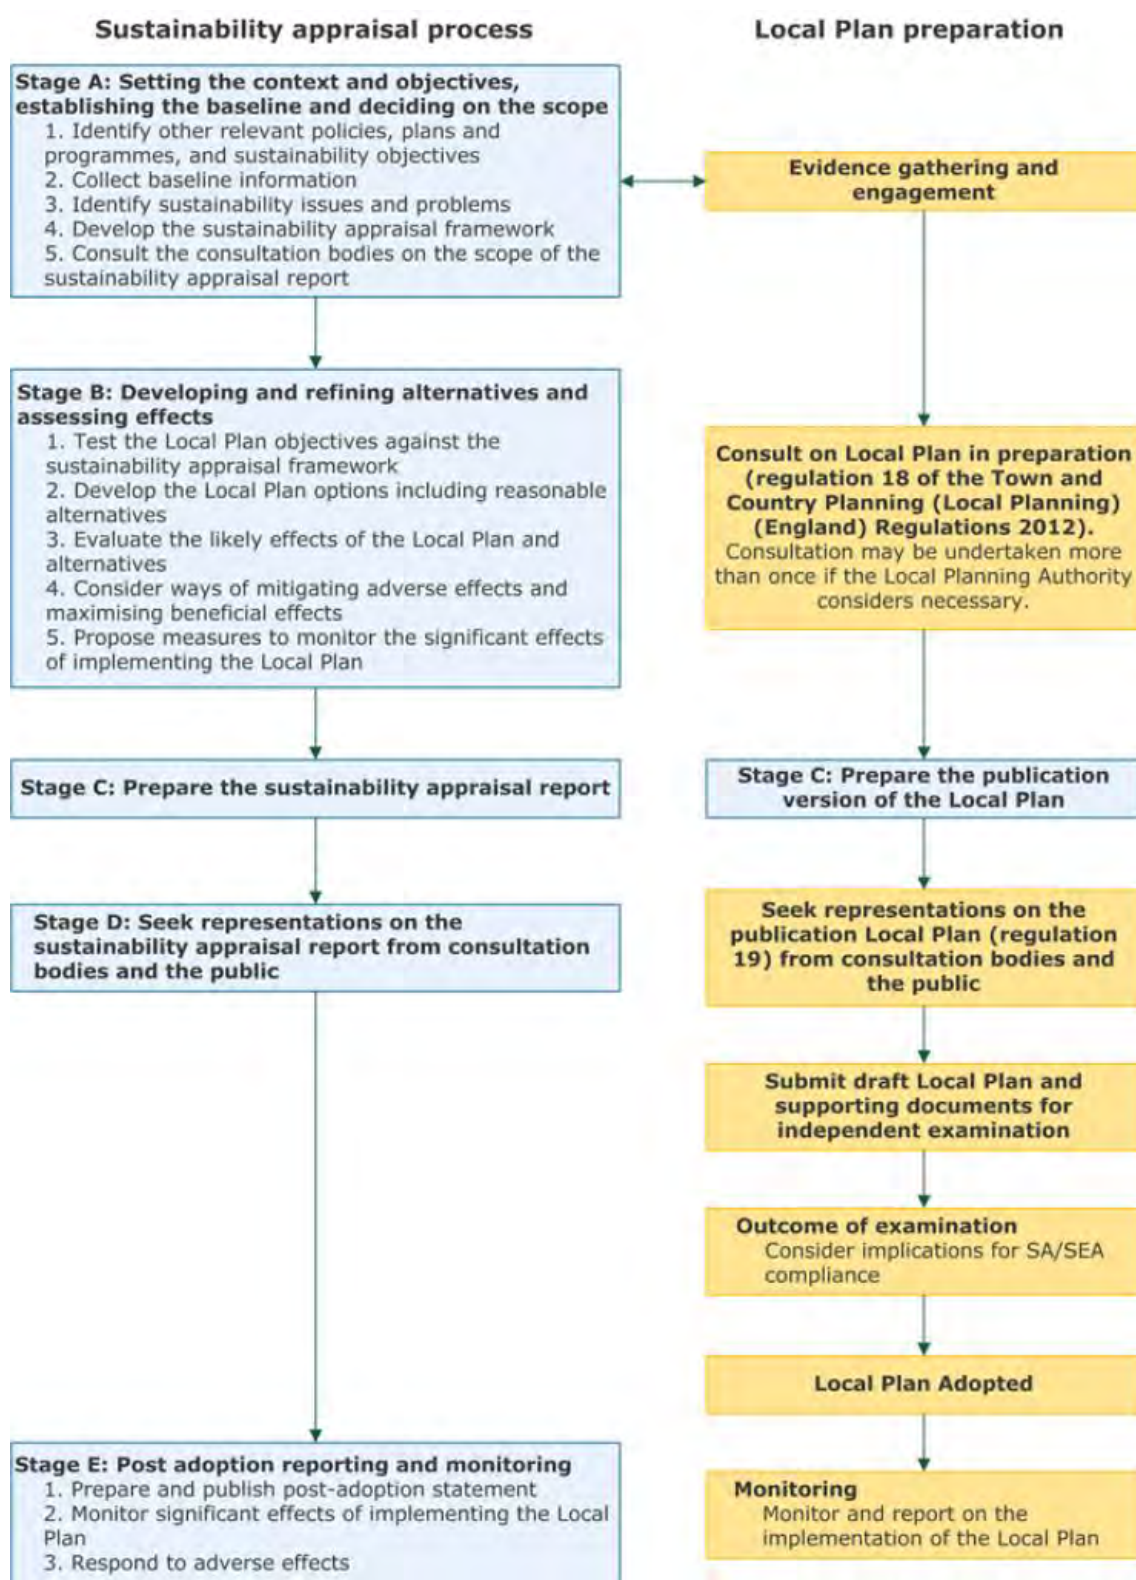 Sustainability appraisal process
Stage A: Setting the context and objectives,
establishing the baseline and deciding on the scope
1. Identify other relevant policies, plans and
programmes, and sustainability objectives
2. Collect baseline information
3. Identify sustainability issues and problems
4. Develop the sustainability appraisal framework
5. Consult the consultation bodies on the scope of the
sustainability appraisal report
Stage B: Developing and refining alternatives and
assessing effects
1. Test the Local Plan objectives against the
sustainability appraisal framework
2. Develop the Local Plan options including reasonable
alternatives
3. Evaluate the likely effects of the Local Plan and
alternatives
4. Consider ways of mitigating adverse effects and
maximising beneficial effects
5. Propose measures to monitor the significant effects
of implementing the Local Plan
Stage C: Prepare the sustainability appraisal report
Stage D: Seek representations on the
sustainability appraisal report from consultation
bodies and the public
Stage E: Post adoption reporting and monitoring
1. Prepare and publish post-adoption statement
2. Monitor significant effects of implementing the Local
Plan
3. Respond to adverse effects
Local Plan preparation
Evidence gathering and
engagement
Consult on Local Plan in preparation
(regulation 18 of the Town and
Country Planning (Local Planning)
(England) Regulations 2012).
Consultation may be undertaken more
than once if the Local Planning Authority
considers necessary.
Stage C: Prepare the publication
version of the Local Plan
Seek representations on the
publication Local Plan (regulation
19) from consultation bodies and
the public
Submit draft Local Plan and
supporting documents for
independent examination
Outcome of examination
Consider implications for SA/SEA
compliance
Local Plan Adopted
Monitoring
Monitor and report on the
implementation of the Local Plan